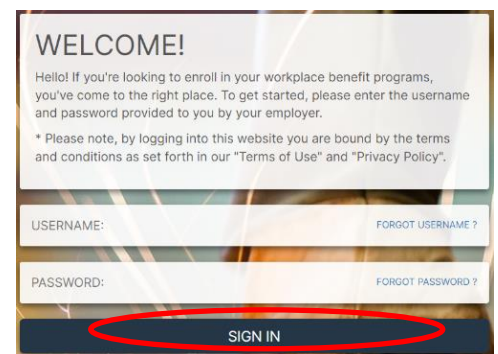 WELCOME!
Hello! If you're looking to enroll in your workplace benefit programs,
you've come to the right place. To get started, please enter the username
and password provided to you by your employer.
* Please note, by logging into this website you are bound by the terms
and conditions as set forth in our "Terms of Use" and "Privacy Policy".
USERNAME: FORGOT USERNAME ?
PASSWORD: FORGOT PASSWORD ?
SIGN IN